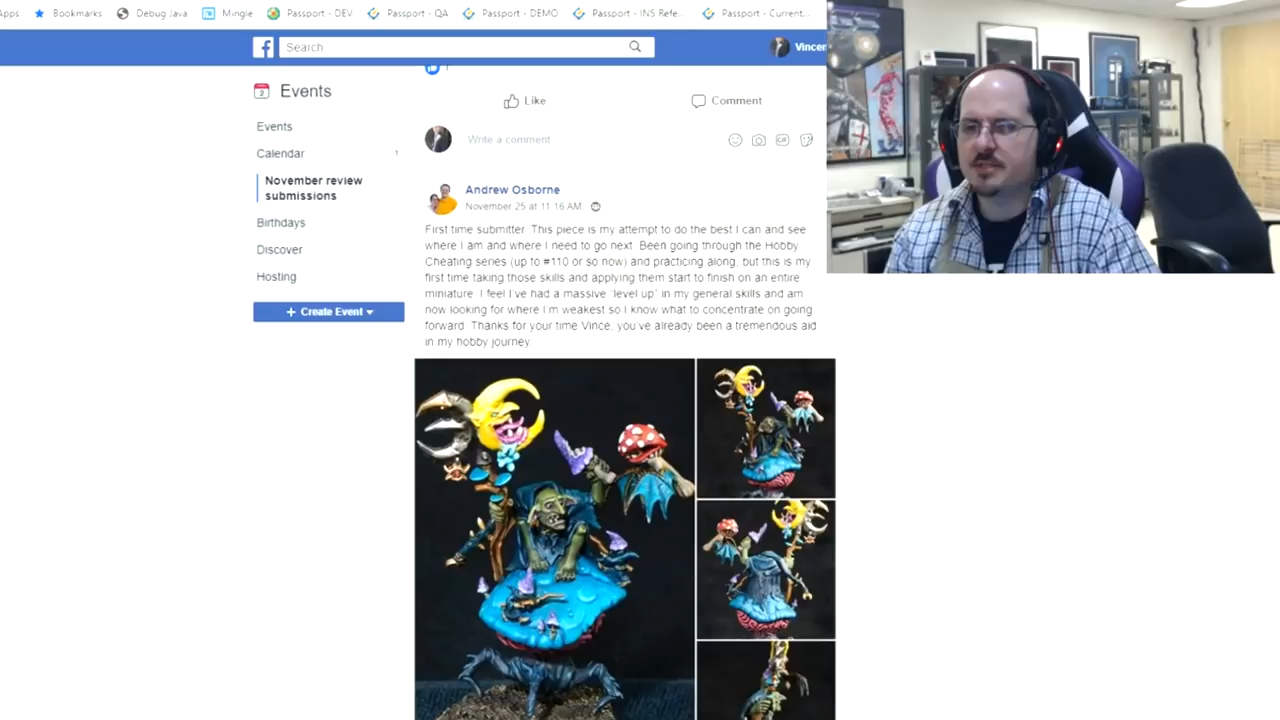 Apps
Bookmarks
Debug Java
Mingle
Passport - DEV
Passport - QA
Passport - DEMO
Passport - INS Refe...
Passport - Current,...
Search
Vincen
Events
1
Like
Comment
Events
Write a comment
GIF
Calendar
1
November review
submissions
Andrew Osborne
November 25 at 11:16 AM
Birthdays
First time submitter. This piece is my attempt to do the best I can and see
where I am and where I need to go next. Been going through the Hobby
Discover
Cheating series (up to #110 or so now) and practicing along, but this is my
first time taking those skills and applying them start to finish on an entire
Hosting
miniature. I feel I've had a massive "level up" in my general skills and am
now looking for where I'm weakest so I know what to concentrate on going
+ Create Event
forward. Thanks for your time Vince, you've already been a tremendous aid
in my hobby journey